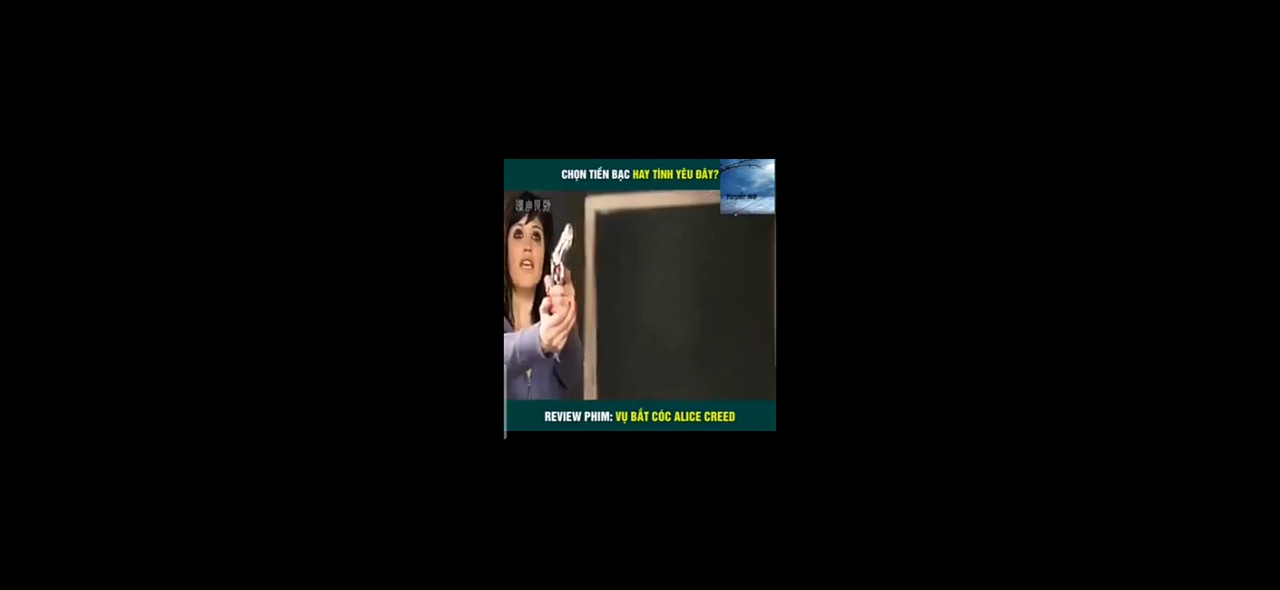 CHỌN TIỀN BẠC HAY TÌNH YÊU ĐÂY?
REVIEW PHIM: VỤ BẮT CÓC ALICE CREED